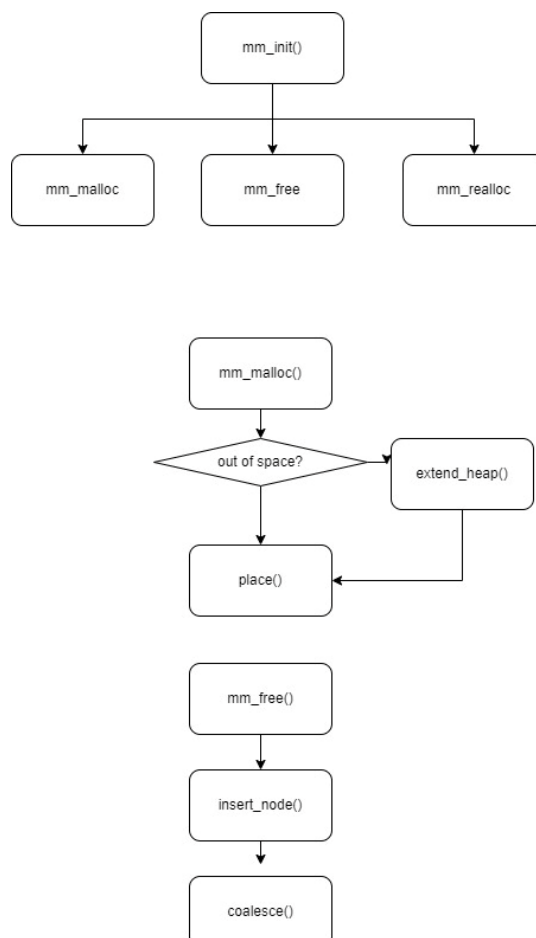 mm_init()
mm_malloc
mm_free
mm_realloc
mm_malloc()
out of space?
extend_heap()
place()
mm_free()
insert_node()
coalesce()